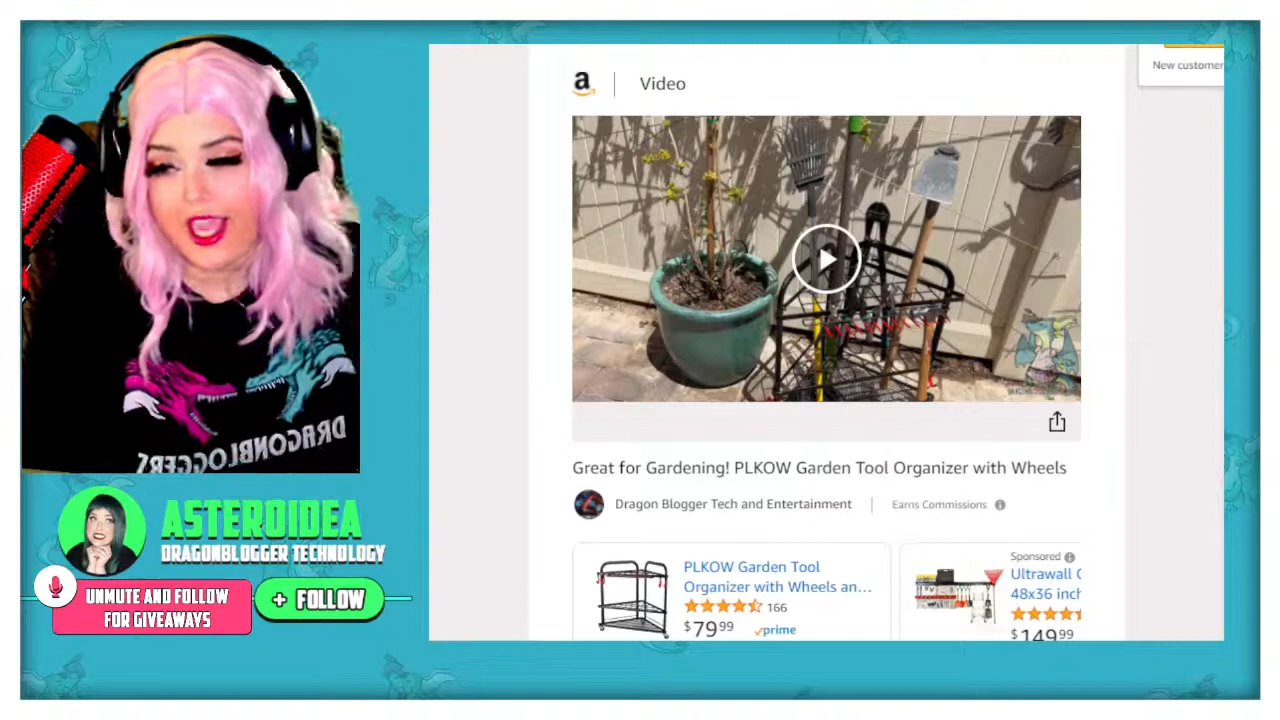 a
Video
New customer
Great for Gardening! PLKOW Garden Tool Organizer with Wheels
Dragon Blogger Tech and Entertainment | Earns Commissions
PLKOW Garden Tool
Organizer with Wheels an...
166
$79.99
prime
Sponsored
Ultrawall
48x36 inch
$149.99
DRAGONBLOGGERS
ASTEROIDEA
DRAGONBLOGGER TECHNOLOGY
UNMUTE AND FOLLOW
FOR GIVEAWAYS
+ FOLLOW